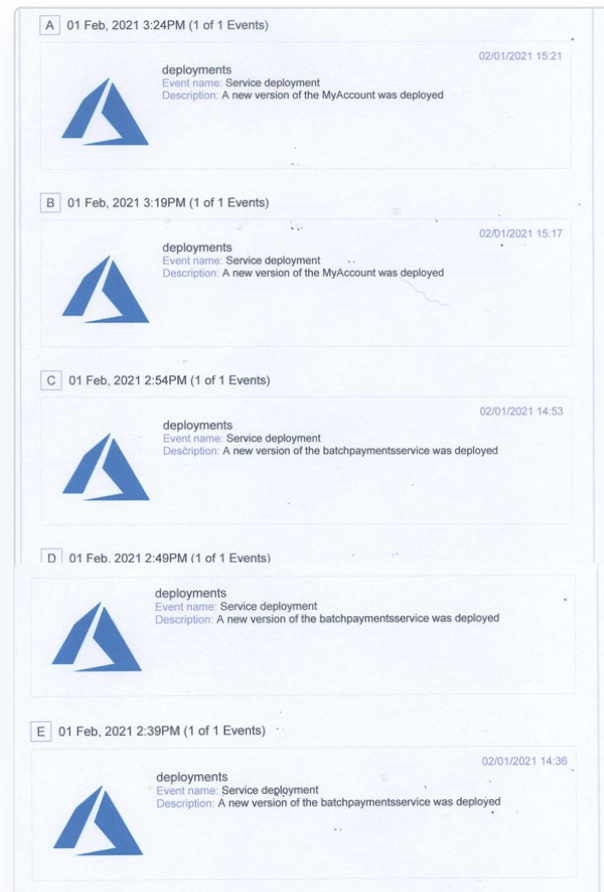 A 01 Feb, 2021 3:24PM (1 of 1 Events)
02/01/2021 15:21
deployments
Event name: Service deployment
Description: A new version of the MyAccount was deployed
B 01 Feb, 2021 3:19PM (1 of 1 Events)
02/01/2021 15:17
deployments
Event name: Service deployment
Description: A new version of the MyAccount was deployed
C 01 Feb, 2021 2:54PM (1 of 1 Events)
02/01/2021 14:53
deployments
Event name: Service deployment
Description: A new version of the batchpaymentsservice was deployed
D 01 Feb, 2021 2:49PM (1 of 1 Events)
deployments
Event name: Service deployment
Description: A new version of the batchpaymentsservice was deployed
E 01 Feb, 2021 2:39PM (1 of 1 Events)
02/01/2021 14:36
deployments
Event name: Service deployment
Description: A new version of the batchpaymentsservice was deployed